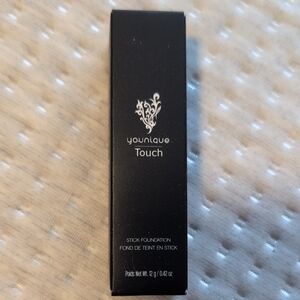 younique
Touch
STICK FOUNDATION
FOND DE TEINT EN STICK
Poids Net Wt. 12 g / 0.42 oz